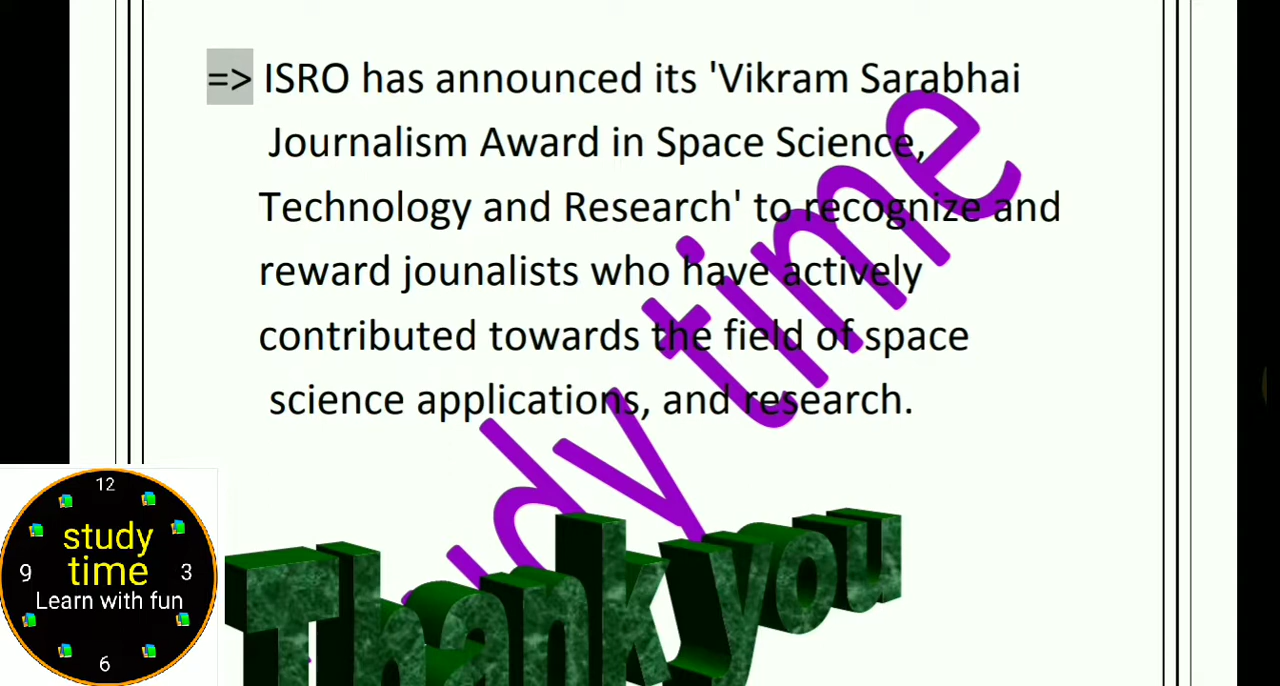 => ISRO has announced its 'Vikram Sarabhai
Journalism Award in Space Science,
Technology and Research' to recognize and
reward jounalists who have actively
contributed towards the field of space
science applications, and research.
dy time
Thank you
12
study
time
9
3
Learn with fun
6